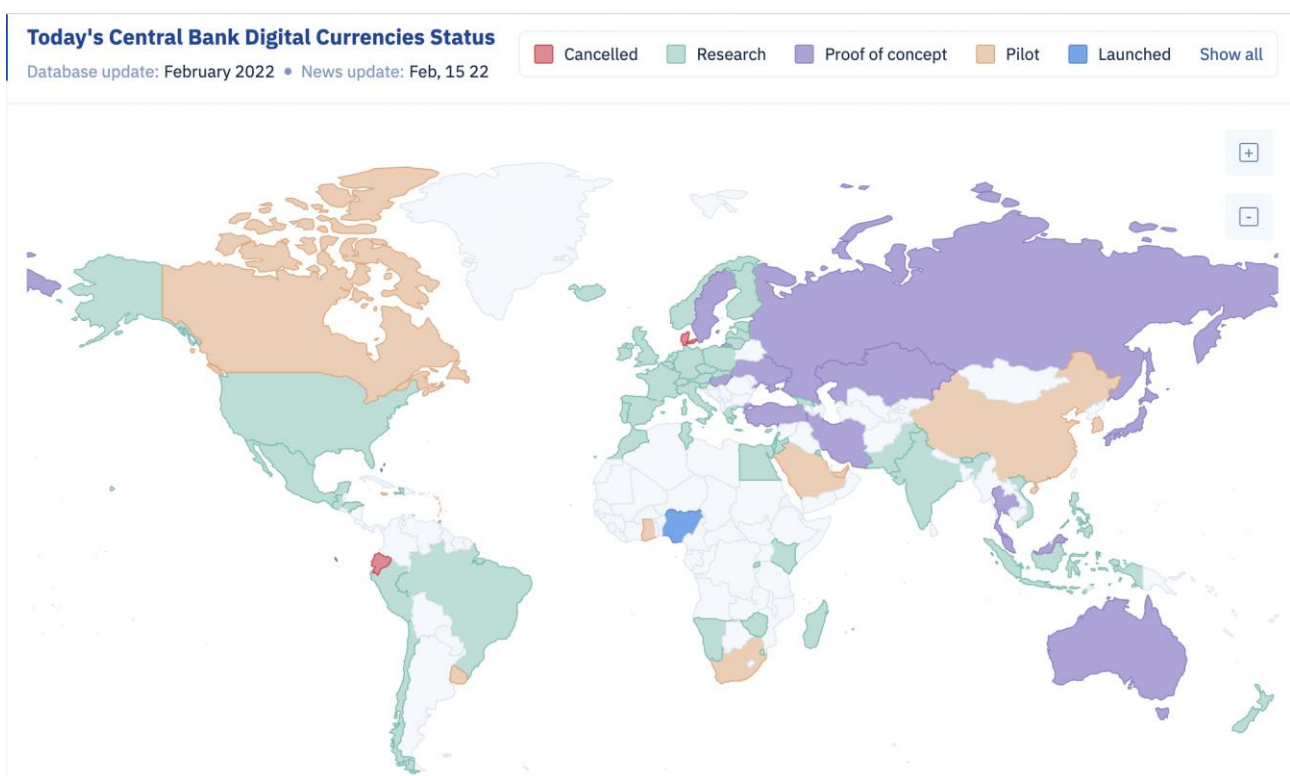 Today's Central Bank Digital Currencies Status
Database update: February 2022 • News update: Feb, 15 22
Cancelled
Research
Proof of concept
Pilot
Launched
Show all
+
-